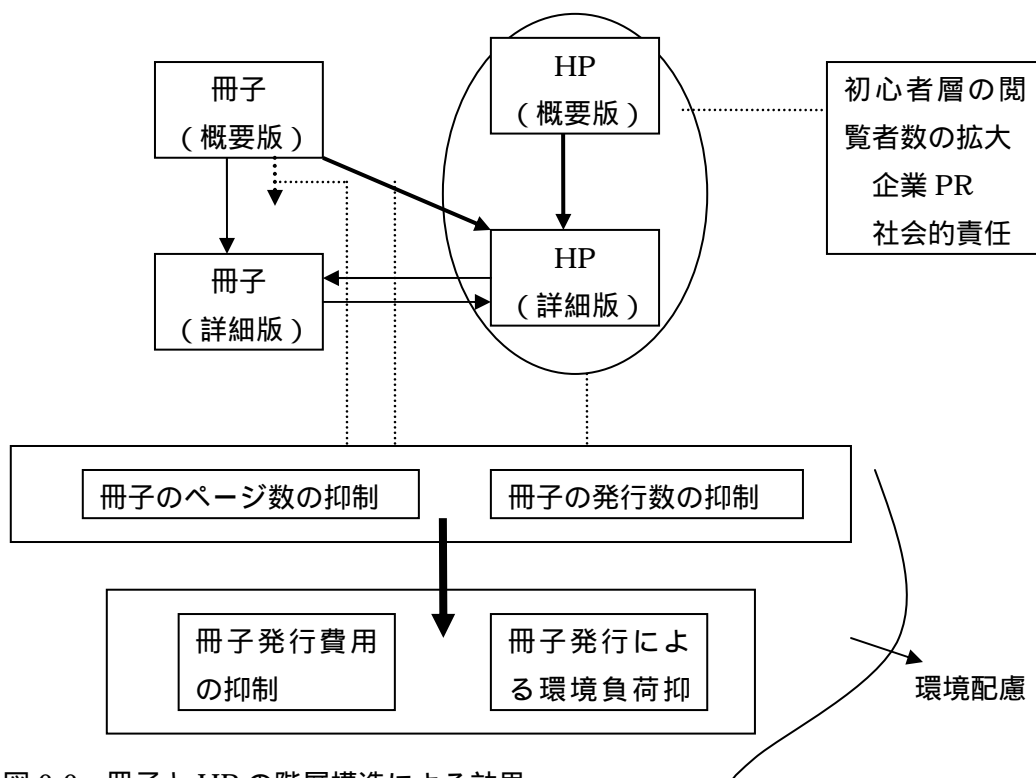 冊子
（概要版）
HP
（概要版）
初心者層の閲
覧者数の拡大
企業 PR
社会的責任
冊子
（詳細版）
HP
（詳細版）
冊子のページ数の抑制
冊子の発行数の抑制
冊子発行費用
の抑制
冊子発行によ
る環境負荷抑
環境配慮
冊子と HP の階層構造による効果